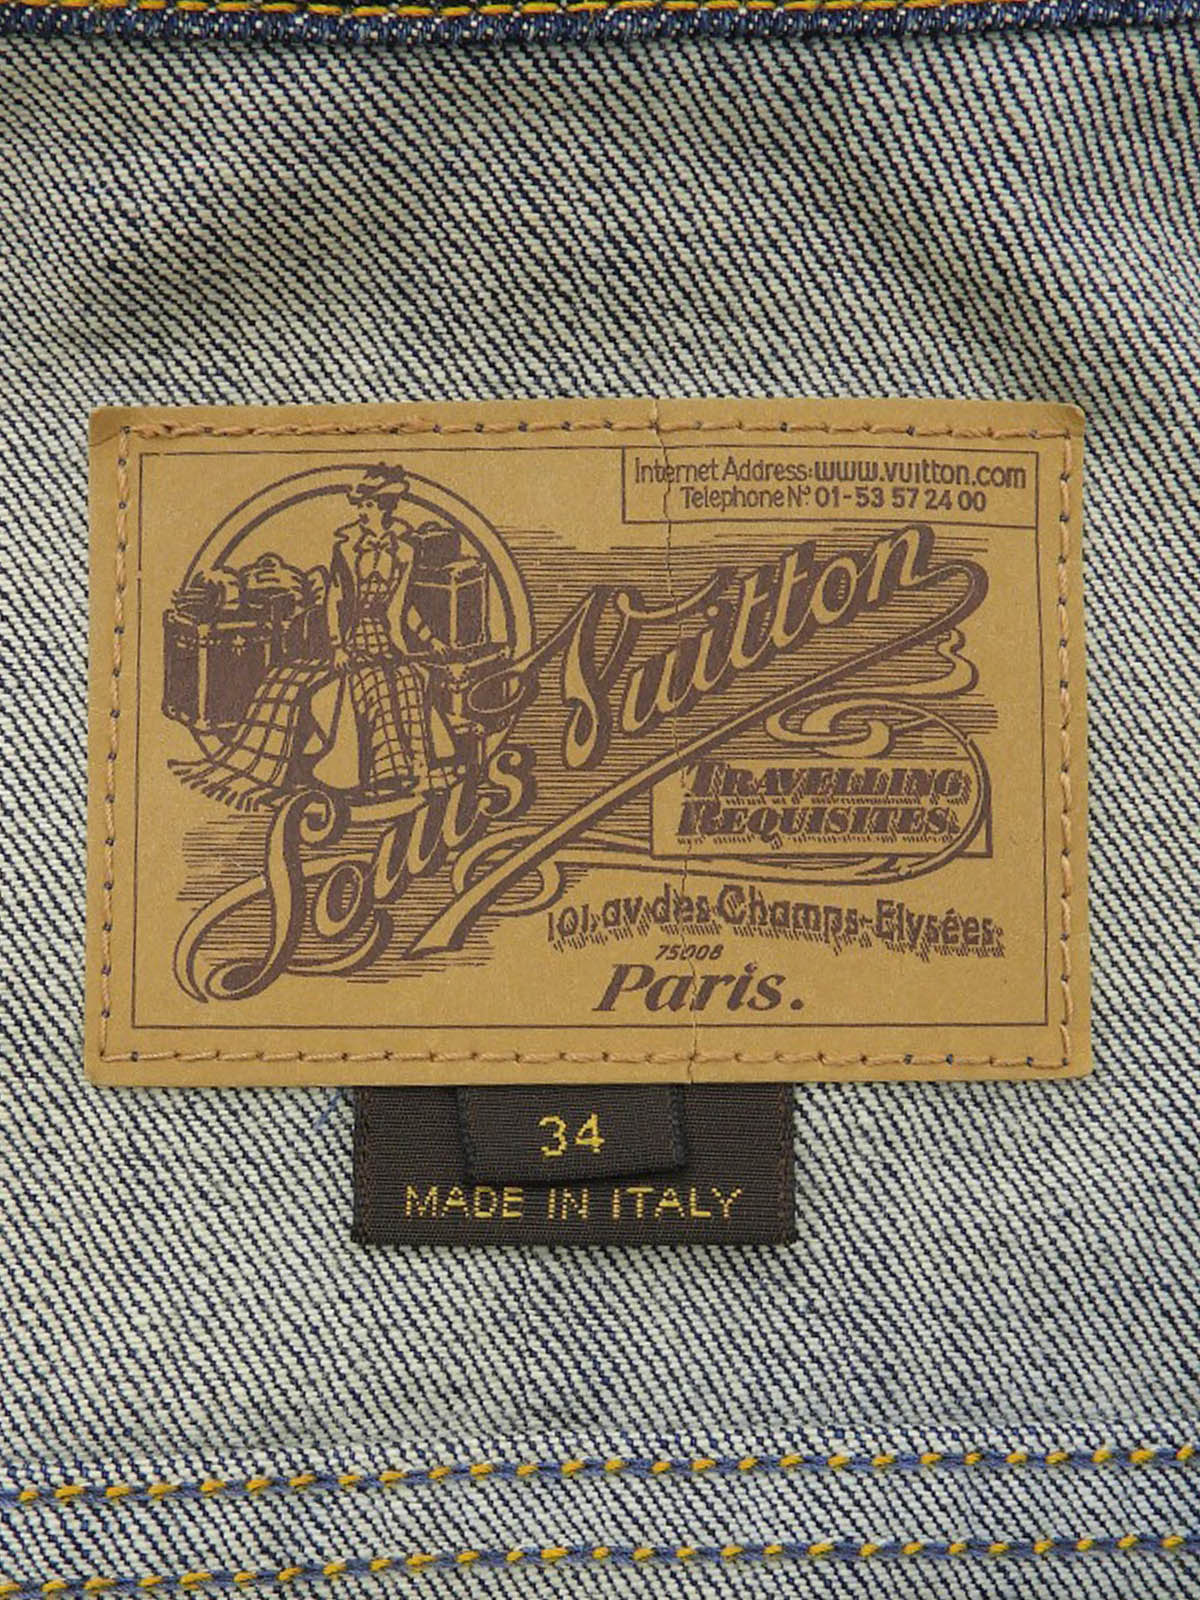 Internet Address: www.vuitton.com
Telephone Nº 01-53 57 24 00
Louis Vuitton
TRAVELLING
REQUISITES.
101, av. des Champs-Elysées.
75008
Paris.
34
MADE IN ITALY